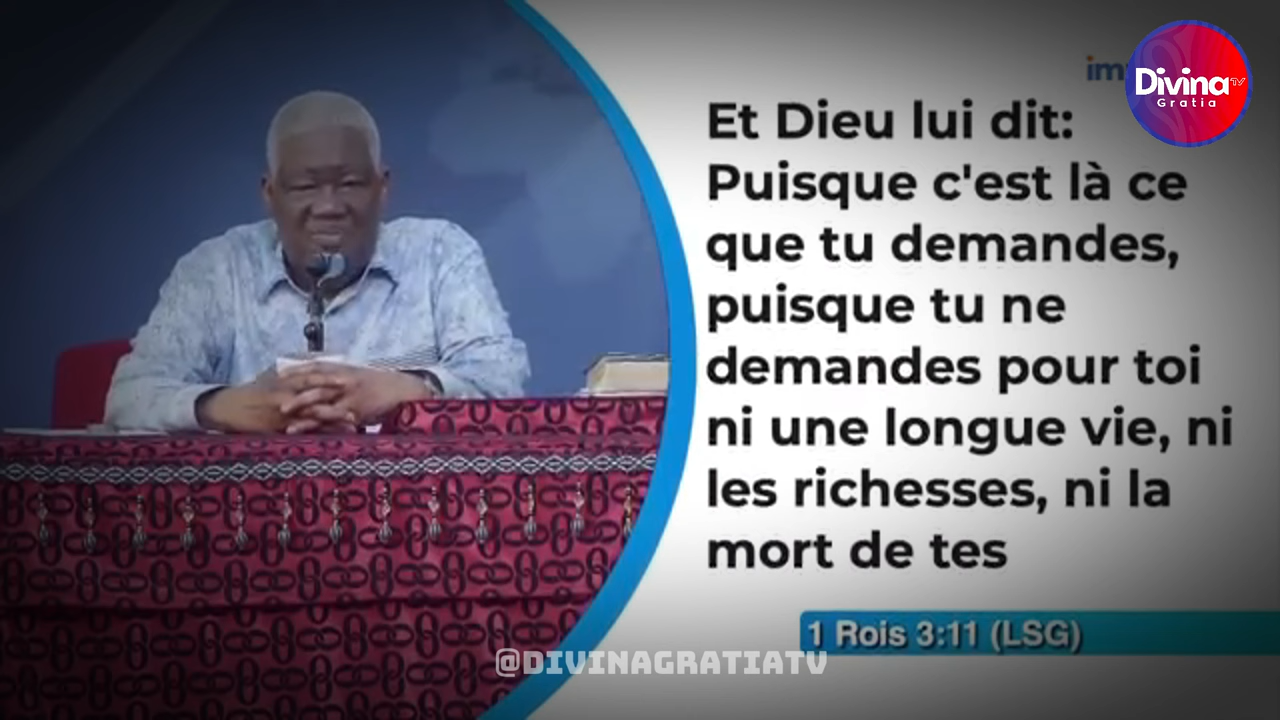 Divina TV
Gratia
Et Dieu lui dit:
Puisque c'est là ce
que tu demandes,
puisque tu ne
demandes pour toi
ni une longue vie, ni
les richesses, ni la
mort de tes
1 Rois 3:11 (LSG)
@DIVINAGRATIATV